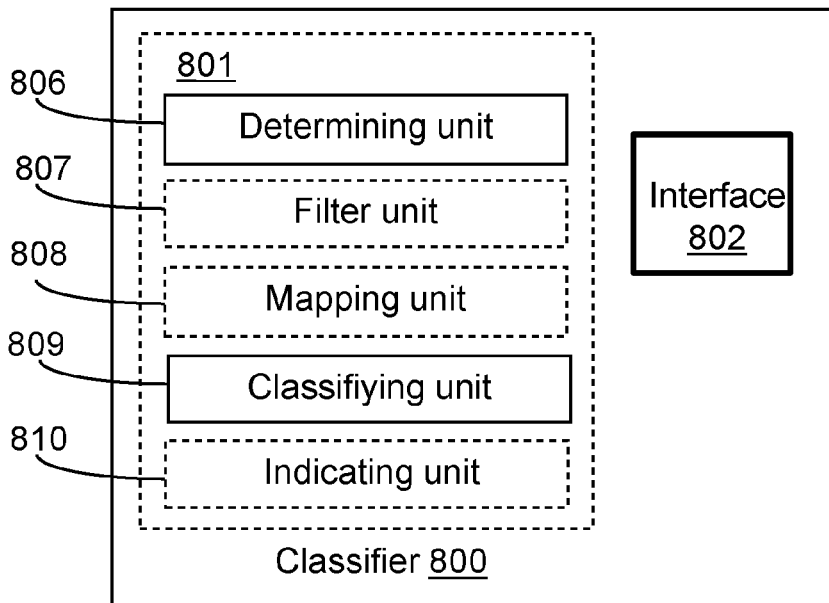 801
806
Determining unit
807
Filter unit
Interface
802
808
Mapping unit
809
Classifiying unit
810
Indicating unit
Classifier 800